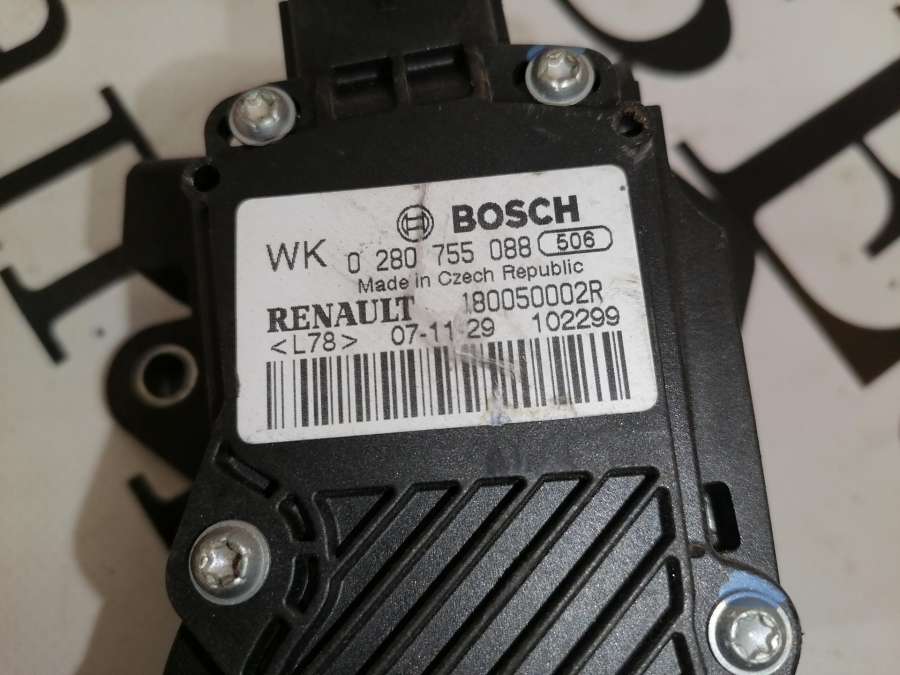 BOSCH
WK 0 280 755 088 506
Made in Czech Republic
RENAULT 180050002R
<L78> 07-11-29 102299